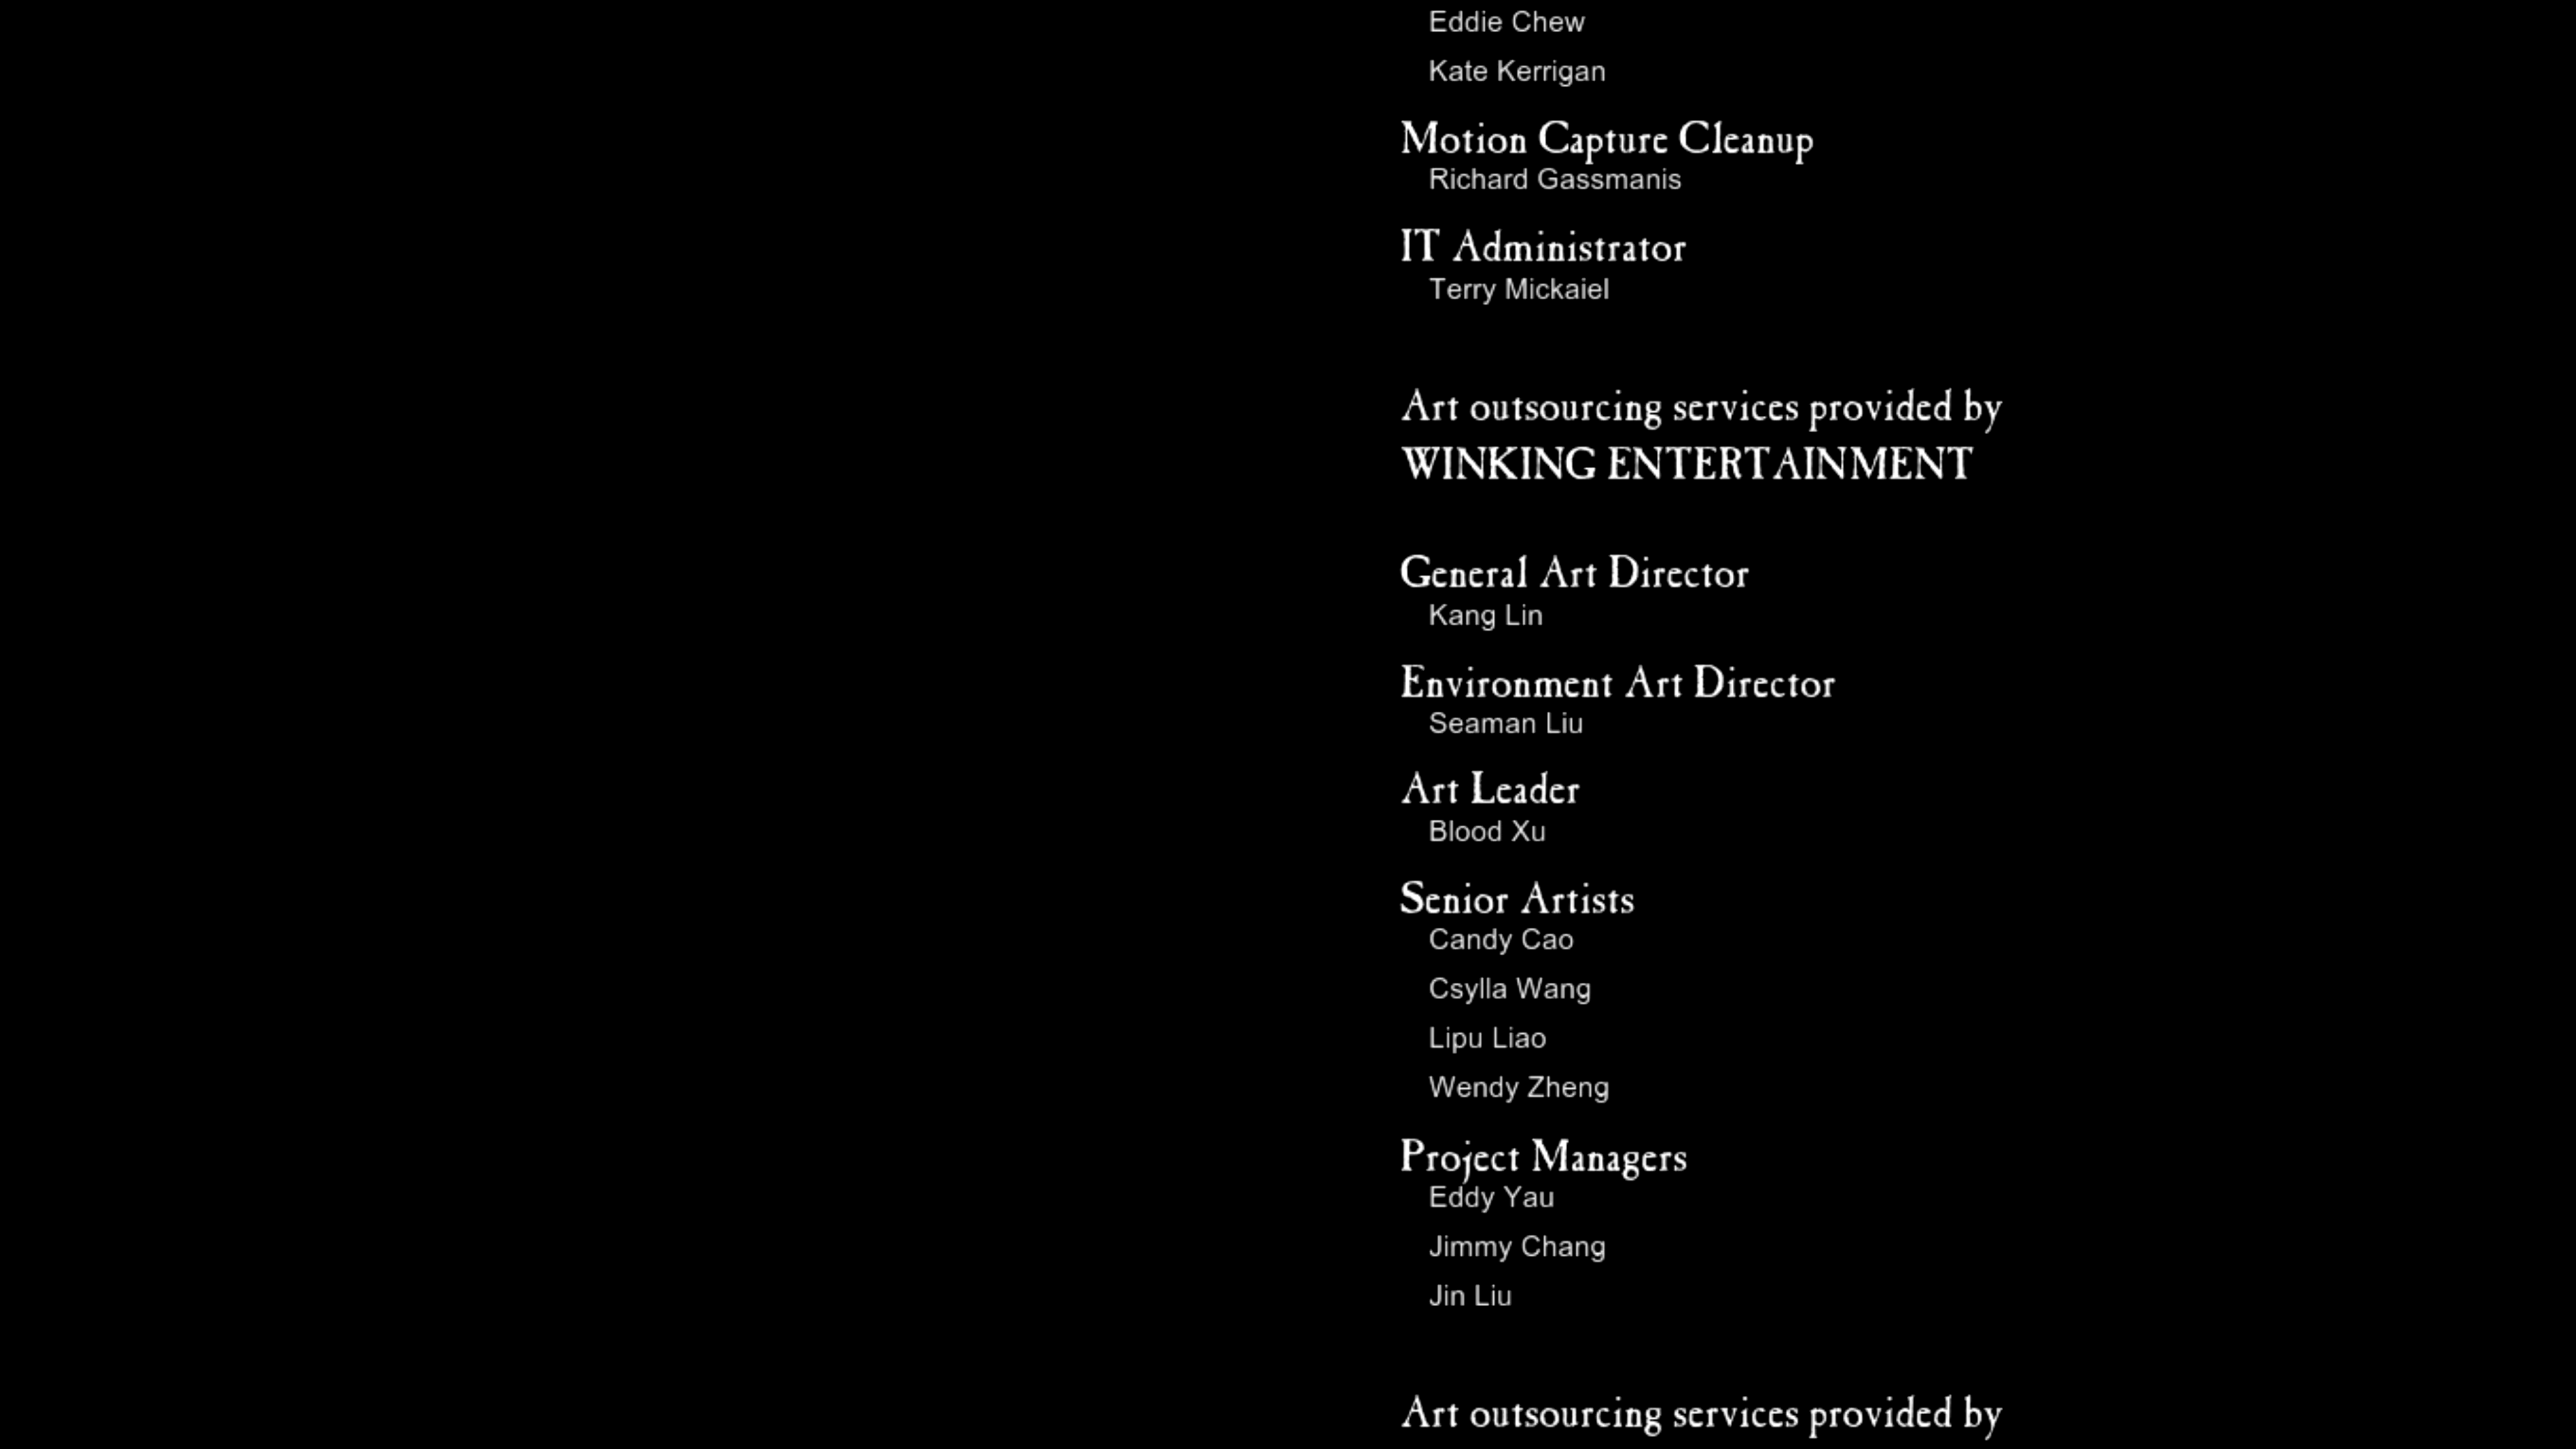 Eddie Chew
Kate Kerrigan
Motion Capture Cleanup
Richard Gassmanis
IT Administrator
Terry Mickaiel
Art outsourcing services provided by
WINKING ENTERTAINMENT
General Art Director
Kang Lin
Environment Art Director
Seaman Liu
Art Leader
Blood Xu
Senior Artists
Candy Cao
Csylla Wang
Lipu Liao
Wendy Zheng
Project Managers
Eddy Yau
Jimmy Chang
Jin Liu
Art outsourcing services provided by